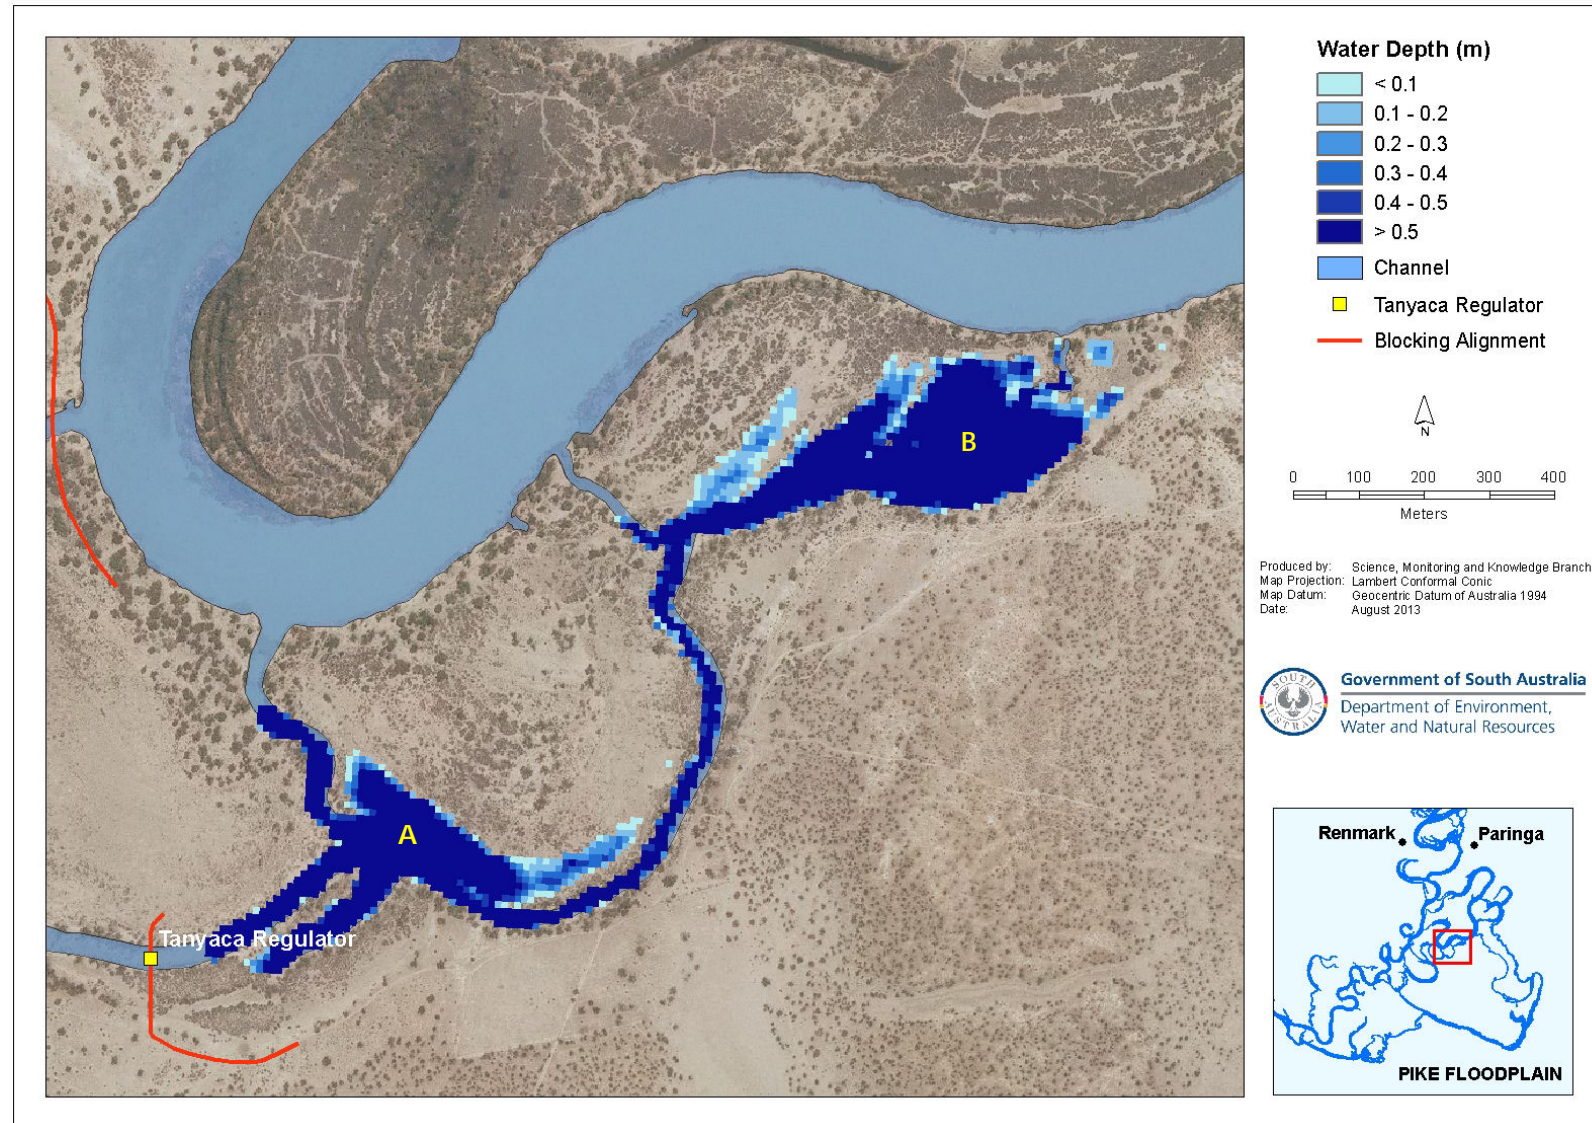 Water Depth (m)
< 0.1
0.1 - 0.2
0.2 - 0.3
0.3 - 0.4
0.4 - 0.5
> 0.5
Channel
Tanyaca Regulator
Blocking Alignment
N
0 100 200 300 400
Meters
Produced by: Science, Monitoring and Knowledge Branch
Map Projection: Lambert Conformal Conic
Map Datum: Geocentric Datum of Australia 1994
Date: August 2013
SOUTH AUSTRALIA
Government of South Australia
Department of Environment,
Water and Natural Resources
Renmark Paringa
PIKE FLOODPLAIN
B
A
Tanyaca Regulator